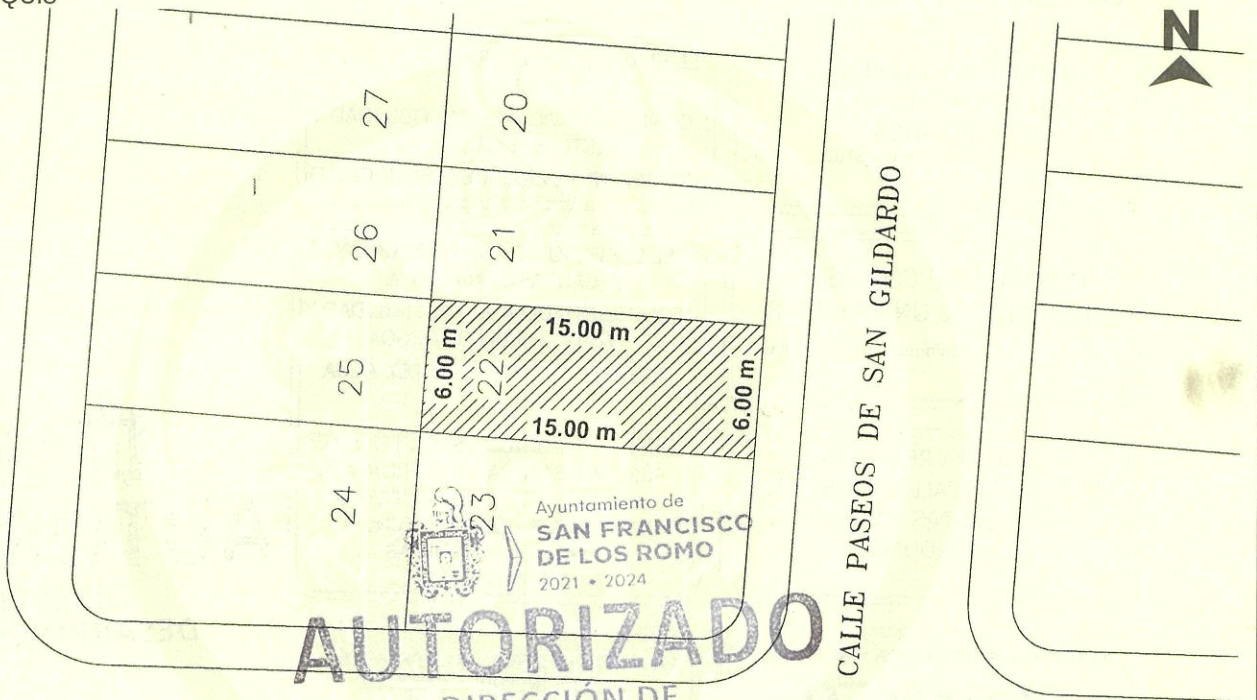 N
27
20
26
21
25
22
24
23
15.00 m
6.00 m
6.00 m
15.00 m
CALLE PASEOS DE SAN GILDARDO
Ayuntamiento de
SAN FRANCISCO
DE LOS ROMO
2021 • 2024
AUTORIZADO
DIRECCIÓN DE